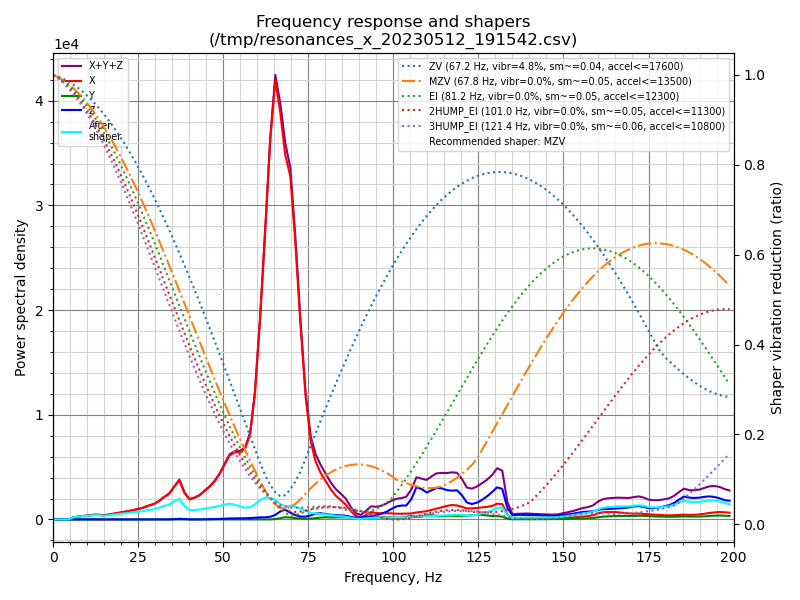 Frequency response and shapers
(/tmp/resonances_x_20230512_191542.csv)
1e4
X+Y+Z
X
Y
Z
After
shaper
ZV (67.2 Hz, vibr=4.8%, sm~=0.04, accel<=17600)
MZV (67.8 Hz, vibr=0.0%, sm~=0.05, accel<=13500)
EI (81.2 Hz, vibr=0.0%, sm~=0.05, accel<=12300)
2HUMP_EI (101.0 Hz, vibr=0.0%, sm~=0.05, accel<=11300)
3HUMP_EI (121.4 Hz, vibr=0.0%, sm~=0.06, accel<=10800)
Recommended shaper: MZV
4
3
2
1
0
Power spectral density
1.0
0.8
0.6
0.4
0.2
0.0
Shaper vibration reduction (ratio)
0 25 50 75 100 125 150 175 200
Frequency, Hz